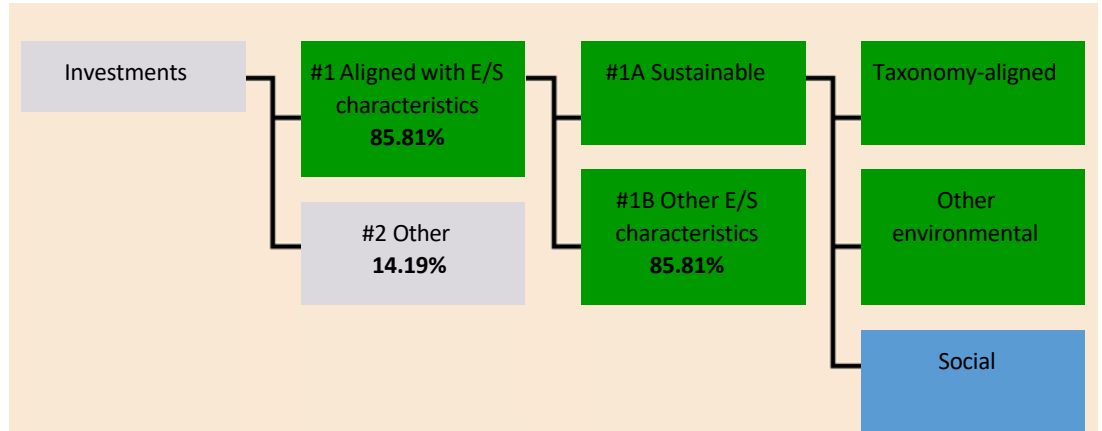 Investments
#1 Aligned with E/S
characteristics
85.81%
#2 Other
14.19%
#1A Sustainable
#1B Other E/S
characteristics
85.81%
Taxonomy-aligned
Other
environmental
Social